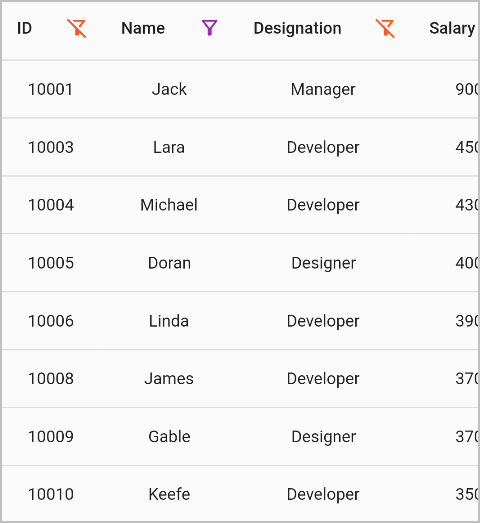 ID Name Designation Salary
10001 Jack Manager 900
10003 Lara Developer 450
10004 Michael Developer 430
10005 Doran Designer 400
10006 Linda Developer 390
10008 James Developer 370
10009 Gable Designer 370
10010 Keefe Developer 350